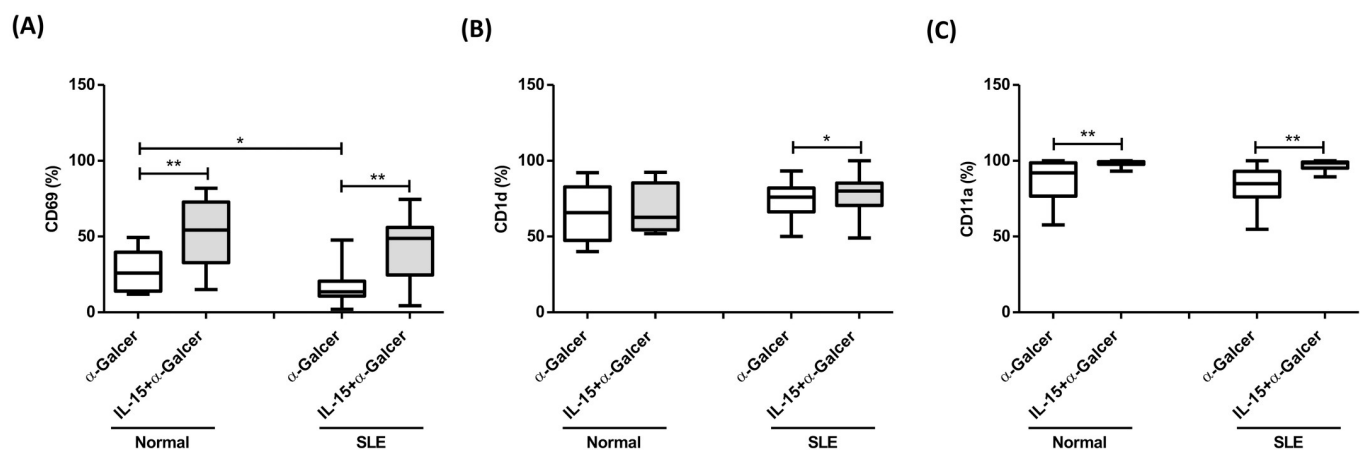 (A)
CD69 (%)
150
100
50
0
*
**
**
α-Galcer
IL-15+α-Galcer
α-Galcer
IL-15+α-Galcer
Normal
SLE
(B)
CD1d (%)
150
100
50
0
*
α-Galcer
IL-15+α-Galcer
α-Galcer
IL-15+α-Galcer
Normal
SLE
(C)
CD11a (%)
150
100
50
0
**
**
α-Galcer
IL-15+α-Galcer
α-Galcer
IL-15+α-Galcer
Normal
SLE